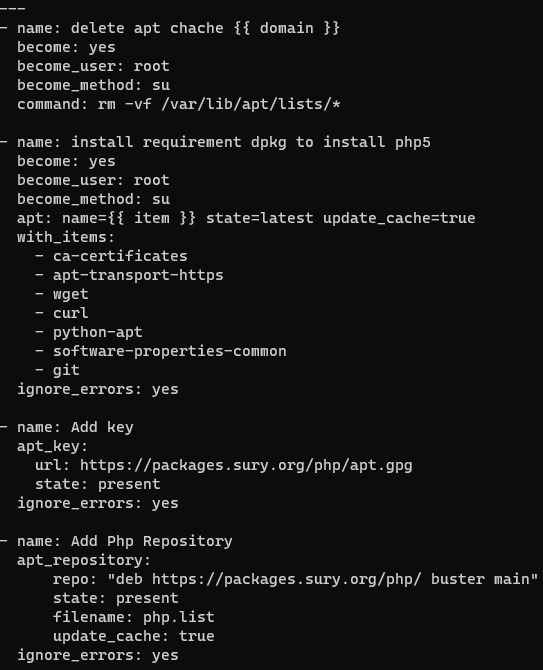 ---
- name: delete apt chache {{ domain }}
  become: yes
  become_user: root
  become_method: su
  command: rm -vf /var/lib/apt/lists/*

- name: install requirement dpkg to install php5
  become: yes
  become_user: root
  become_method: su
  apt: name={{ item }} state=latest update_cache=true
  with_items:
    - ca-certificates
    - apt-transport-https
    - wget
    - curl
    - python-apt
    - software-properties-common
    - git
  ignore_errors: yes

- name: Add key
  apt_key:
    url: https://packages.sury.org/php/apt.gpg
    state: present
  ignore_errors: yes

- name: Add Php Repository
  apt_repository:
      repo: "deb https://packages.sury.org/php/ buster main"
      state: present
      filename: php.list
      update_cache: true
  ignore_errors: yes